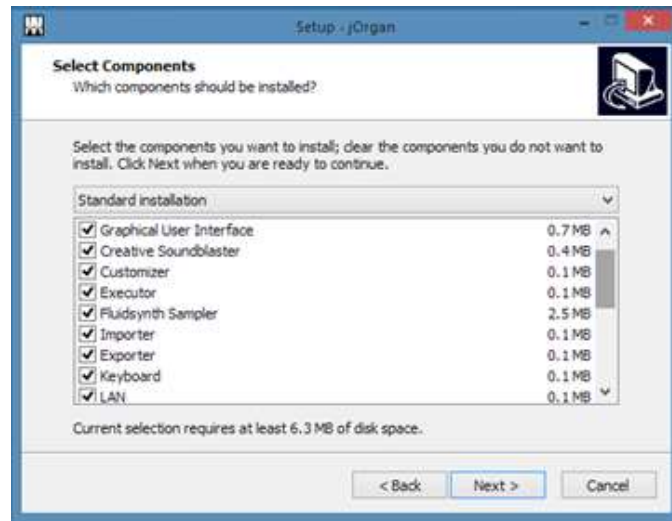 Setup - jOrgan
Select Components
Which components should be installed?
Select the components you want to install; clear the components you do not want to
install. Click Next when you are ready to continue.
Standard installation
Graphical User Interface 0.7 MB
Creative Soundblaster 0.4 MB
Customizer 0.1 MB
Executor 0.1 MB
Fluidsynth Sampler 2.5 MB
Importer 0.1 MB
Exporter 0.1 MB
Keyboard 0.1 MB
LAN 0.1 MB
Current selection requires at least 6.3 MB of disk space.
< Back Next > Cancel